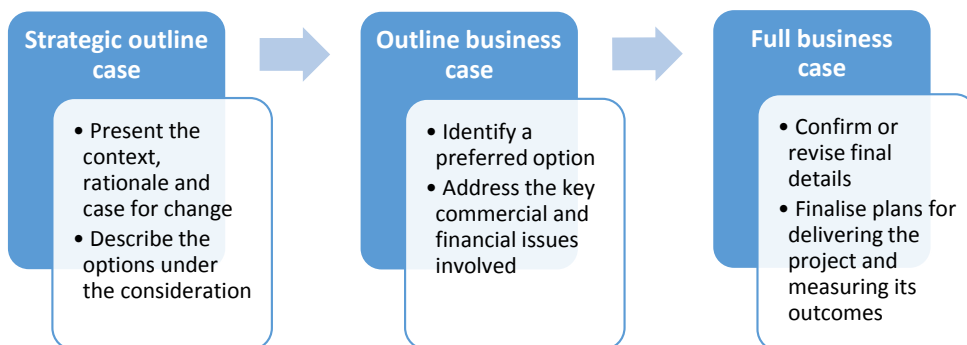 Strategic outline
case
• Present the
context,
rationale and
case for change
• Describe the
options under
the consideration
Outline business
case
• Identify a
preferred option
• Address the key
commercial and
financial issues
involved
Full business
case
• Confirm or
revise final
details
• Finalise plans for
delivering the
project and
measuring its
outcomes